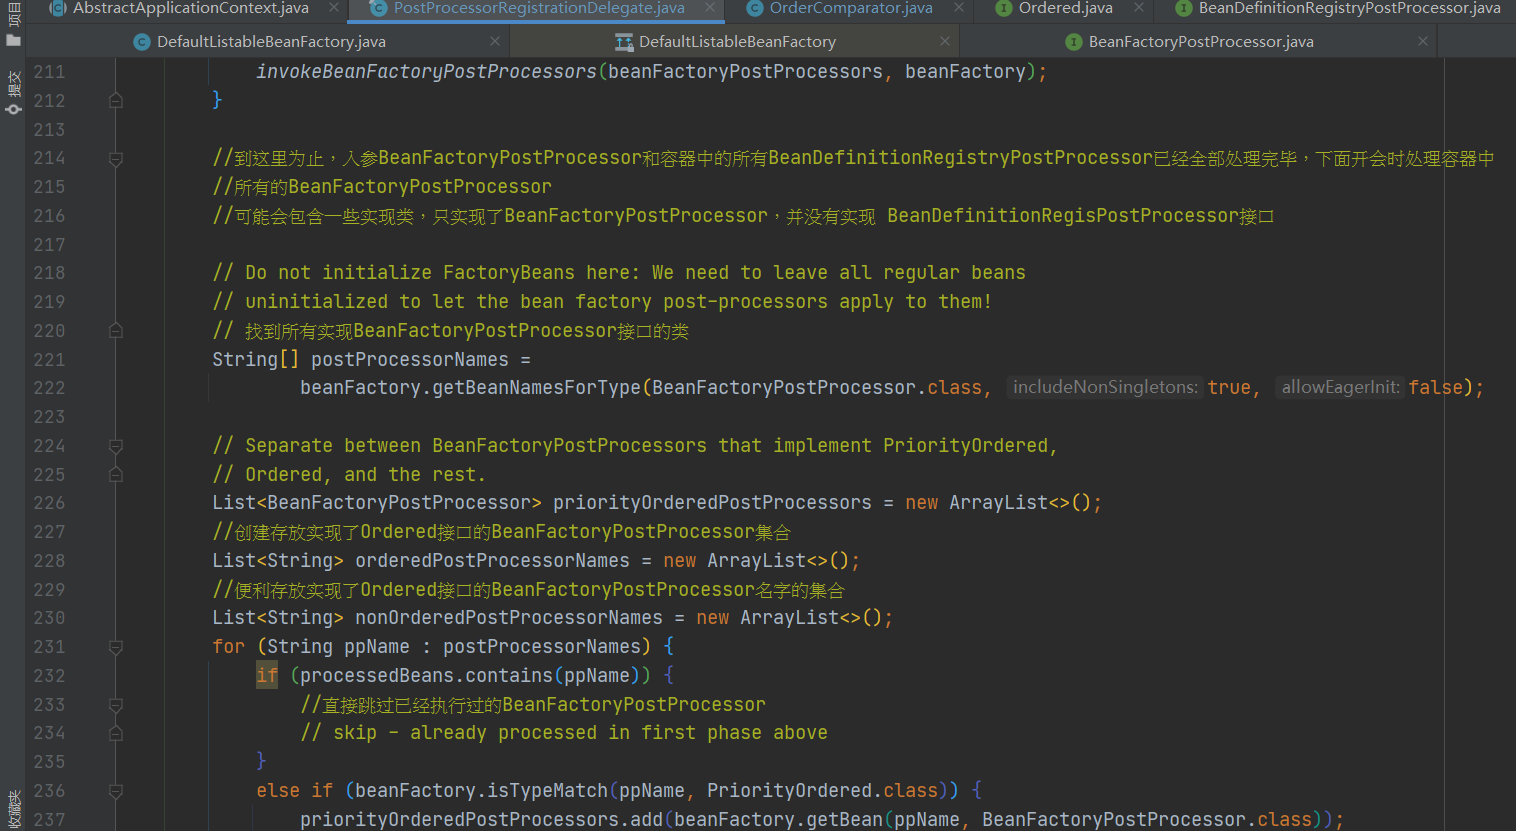 项目
AbstractApplicationContext.java
PostProcessorRegistrationDelegate.java
OrderComparator.java
Ordered.java
BeanDefinitionRegistryPostProcessor.java
DefaultListableBeanFactory.java
DefaultListableBeanFactory
BeanFactoryPostProcessor.java
提交
收藏夹
211 invokeBeanFactoryPostProcessors(beanFactoryPostProcessors, beanFactory);
212 }
213
214 //到这里为止，入参BeanFactoryPostProcessor和容器中的所有BeanDefinitionRegistryPostProcessor已经全部处理完毕，下面开会时处理容器中
215 //所有的BeanFactoryPostProcessor
216 //可能会包含一些实现类，只实现了BeanFactoryPostProcessor，并没有实现 BeanDefinitionRegisPostProcessor接口
217
218 // Do not initialize FactoryBeans here: We need to leave all regular beans
219 // uninitialized to let the bean factory post-processors apply to them!
220 // 找到所有实现BeanFactoryPostProcessor接口的类
221 String[] postProcessorNames =
222 beanFactory.getBeanNamesForType(BeanFactoryPostProcessor.class, includeNonSingletons: true, allowEagerInit: false);
223
224 // Separate between BeanFactoryPostProcessors that implement PriorityOrdered,
225 // Ordered, and the rest.
226 List<BeanFactoryPostProcessor> priorityOrderedPostProcessors = new ArrayList<>();
227 //创建存放实现了Ordered接口的BeanFactoryPostProcessor集合
228 List<String> orderedPostProcessorNames = new ArrayList<>();
229 //便利存放实现了Ordered接口的BeanFactoryPostProcessor名字的集合
230 List<String> nonOrderedPostProcessorNames = new ArrayList<>();
231 for (String ppName : postProcessorNames) {
232 if (processedBeans.contains(ppName)) {
233 //直接跳过已经执行过的BeanFactoryPostProcessor
234 // skip - already processed in first phase above
235 }
236 else if (beanFactory.isTypeMatch(ppName, PriorityOrdered.class)) {
237 priorityOrderedPostProcessors.add(beanFactory.getBean(ppName, BeanFactoryPostProcessor.class));